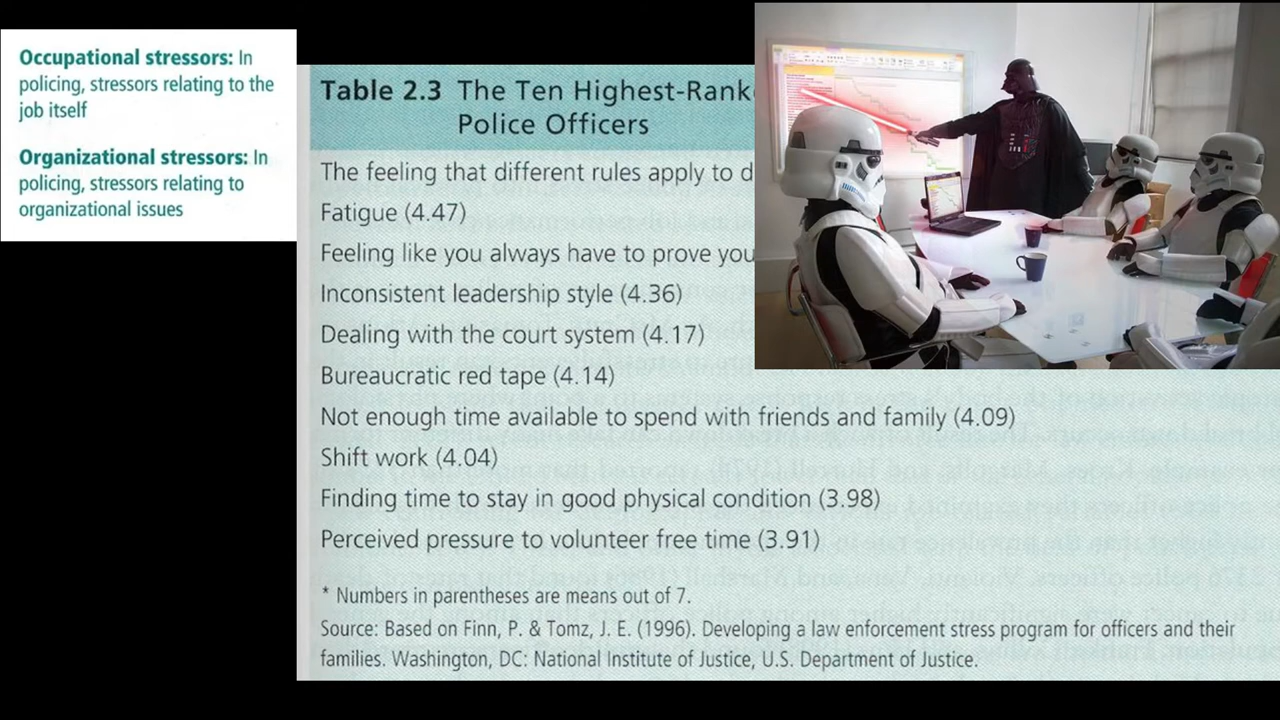 Occupational stressors: In
policing, stressors relating to the
job itself
Organizational stressors: In
policing, stressors relating to
organizational issues
Table 2.3 The Ten Highest-Ranke
Police Officers
The feeling that different rules apply to d
Fatigue (4.47)
Feeling like you always have to prove you
Inconsistent leadership style (4.36)
Dealing with the court system (4.17)
Bureaucratic red tape (4.14)
Not enough time available to spend with friends and family (4.09)
Shift work (4.04)
Finding time to stay in good physical condition (3.98)
Perceived pressure to volunteer free time (3.91)
* Numbers in parentheses are means out of 7.
Source: Based on Finn, P. & Tomz, J. E. (1996). Developing a law enforcement stress program for officers and their
families. Washington, DC: National Institute of Justice, U.S. Department of Justice.